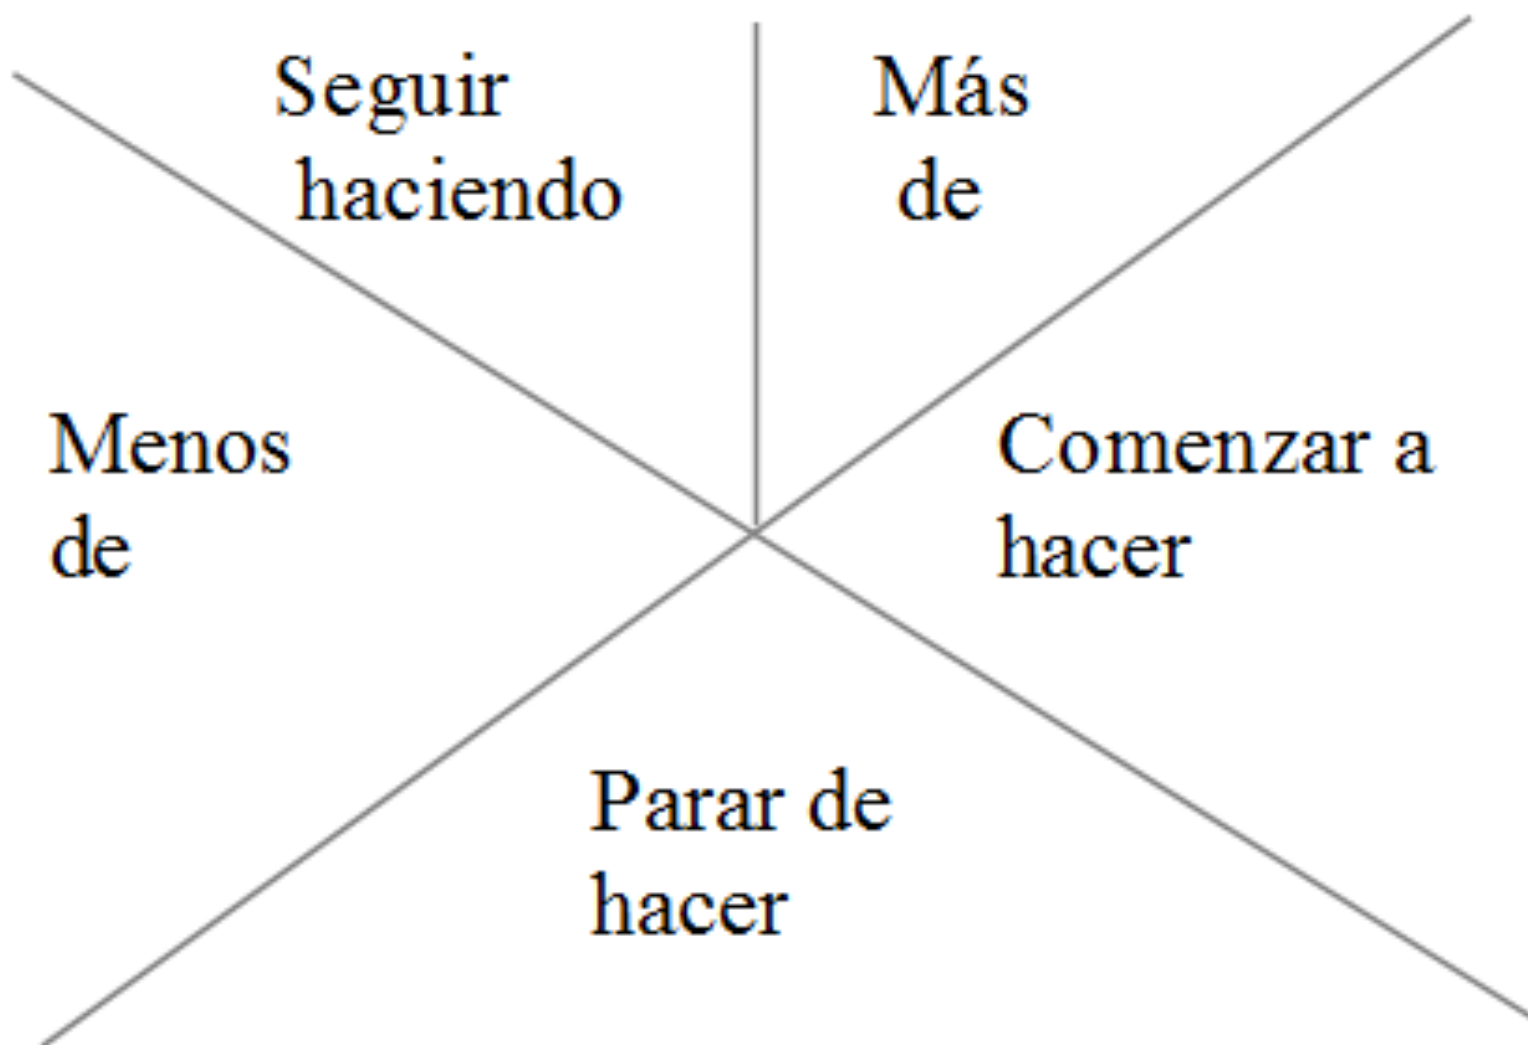 Seguir
haciendo
Más
de
Menos
de
Comenzar a
hacer
Parar de
hacer